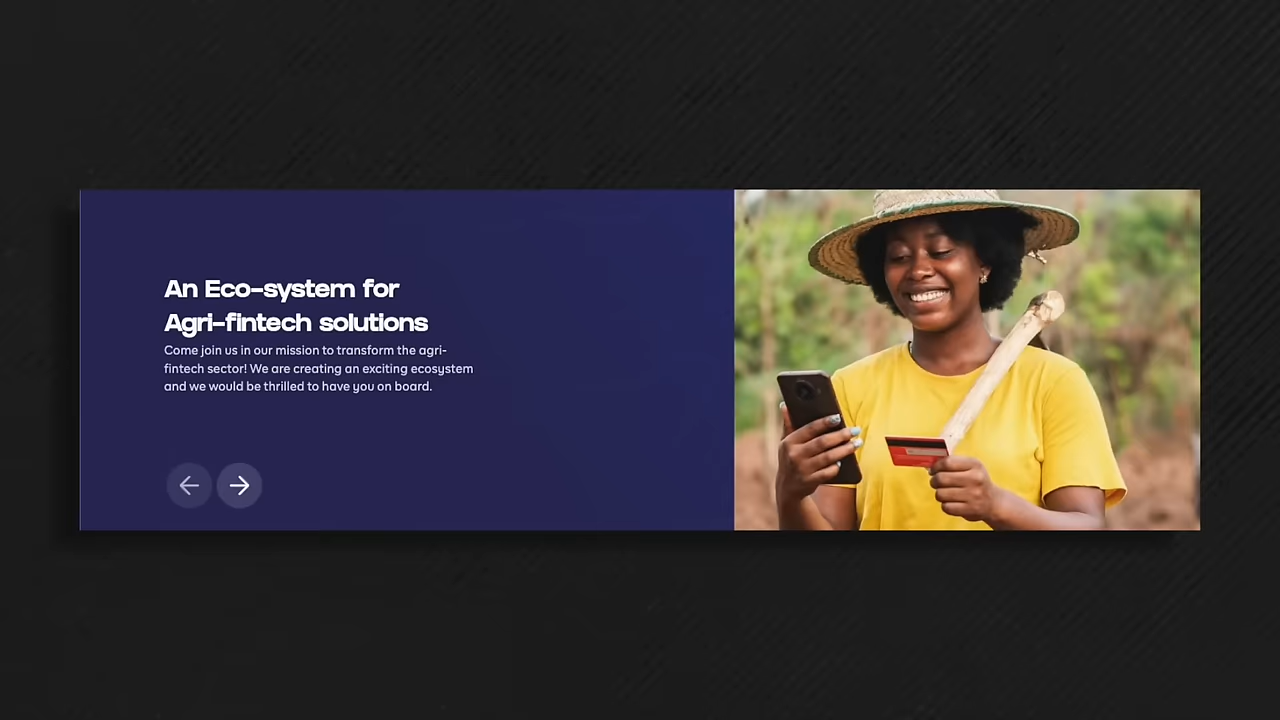 An Eco-system for
Agri-fintech solutions
Come join us in our mission to transform the agri-
fintech sector! We are creating an exciting ecosystem
and we would be thrilled to have you on board.